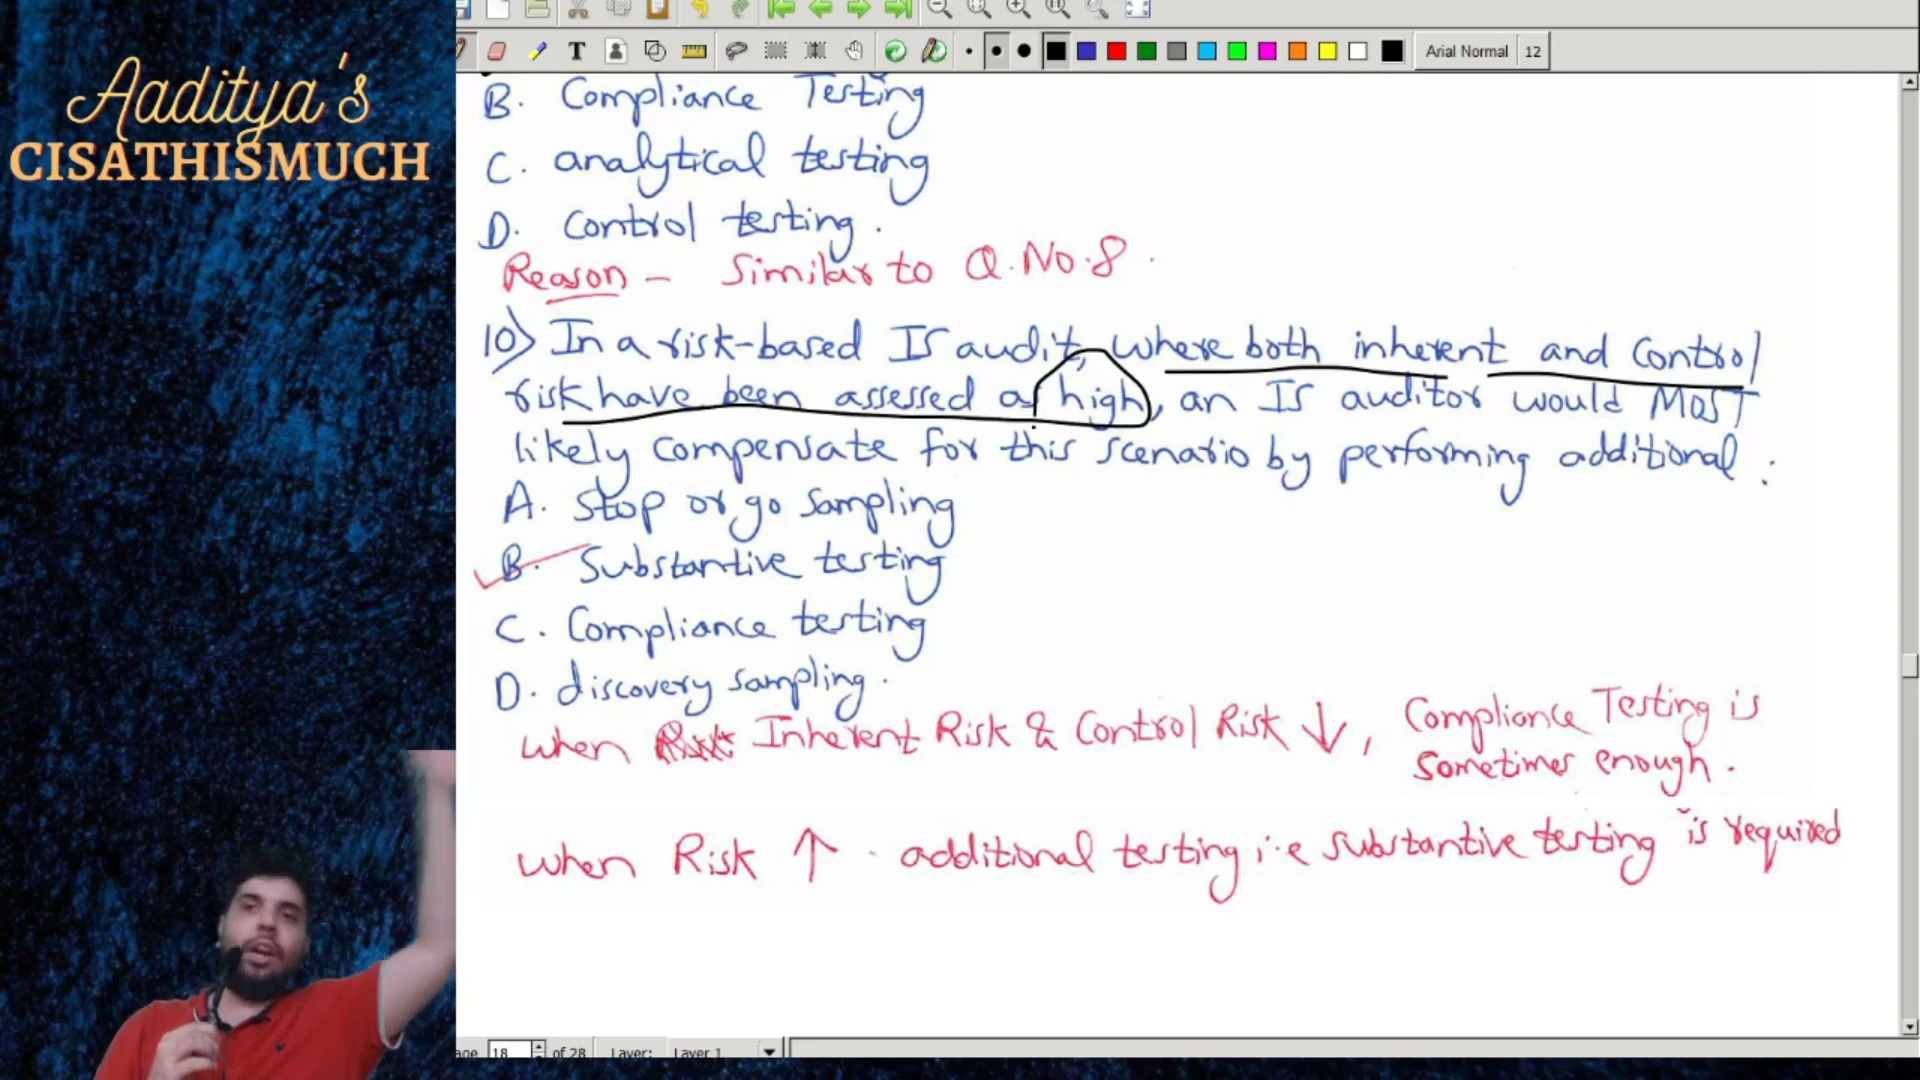 Aaditya's
CISATHISMUCH
Arial Normal 12
B. Compliance Testing
C. analytical testing
D. Control testing.
Reason - Similar to Q.No.8.
10) In a risk-based IS audit, where both inherent and Control
risk have been assessed as high, an IS auditor would MOST
likely compensate for this scenario by performing additional :
A. Stop or go sampling
B. Substantive testing
C. Compliance testing
D. discovery sampling.
when Inherent Risk & Control Risk ↓, Compliance Testing is
sometimes enough.
when Risk ↑. additional testing i.e substantive testing is required
age 18 of 28 Layer: Layer 1